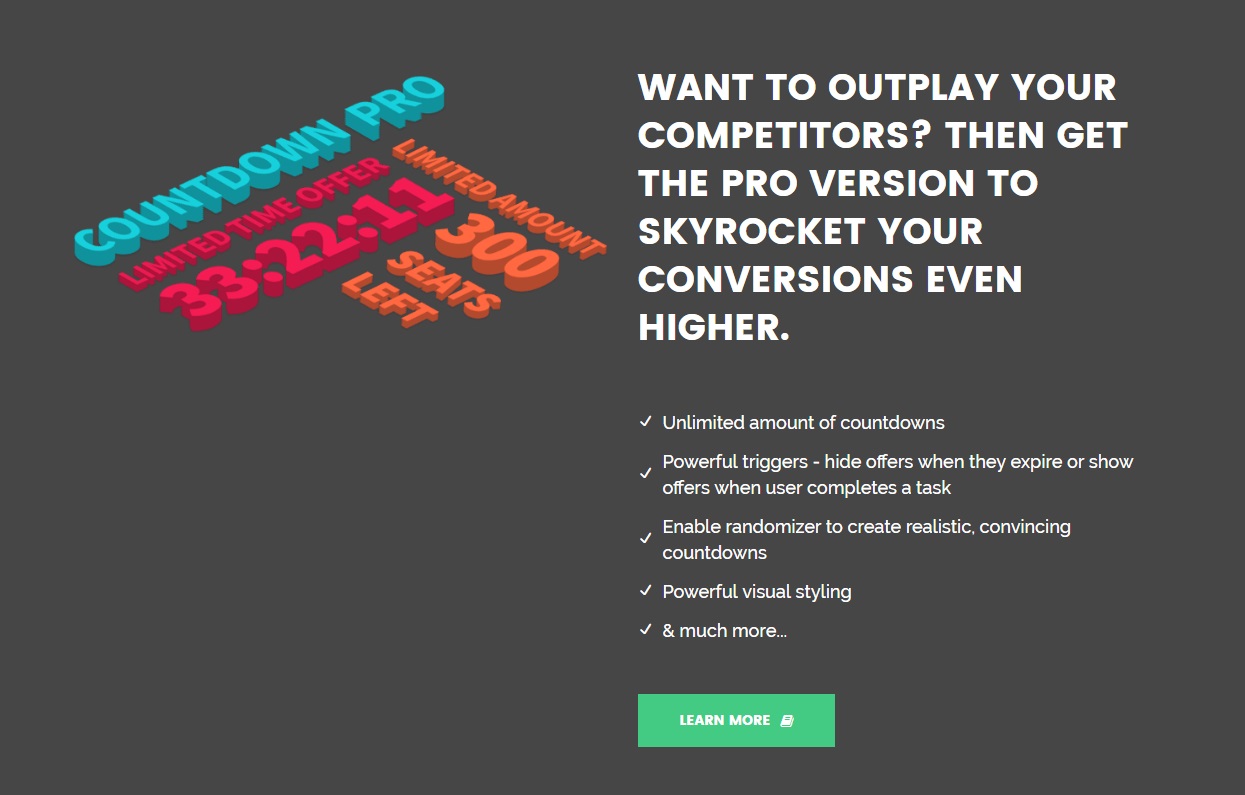 COUNTDOWN PRO
LIMITED TIME OFFER
33:22:11
LIMITED AMOUNT
300
SEATS
LEFT
WANT TO OUTPLAY YOUR
COMPETITORS? THEN GET
THE PRO VERSION TO
SKYROCKET YOUR
CONVERSIONS EVEN
HIGHER.
Unlimited amount of countdowns
Powerful triggers - hide offers when they expire or show
offers when user completes a task
Enable randomizer to create realistic, convincing
countdowns
Powerful visual styling
& much more...
LEARN MORE